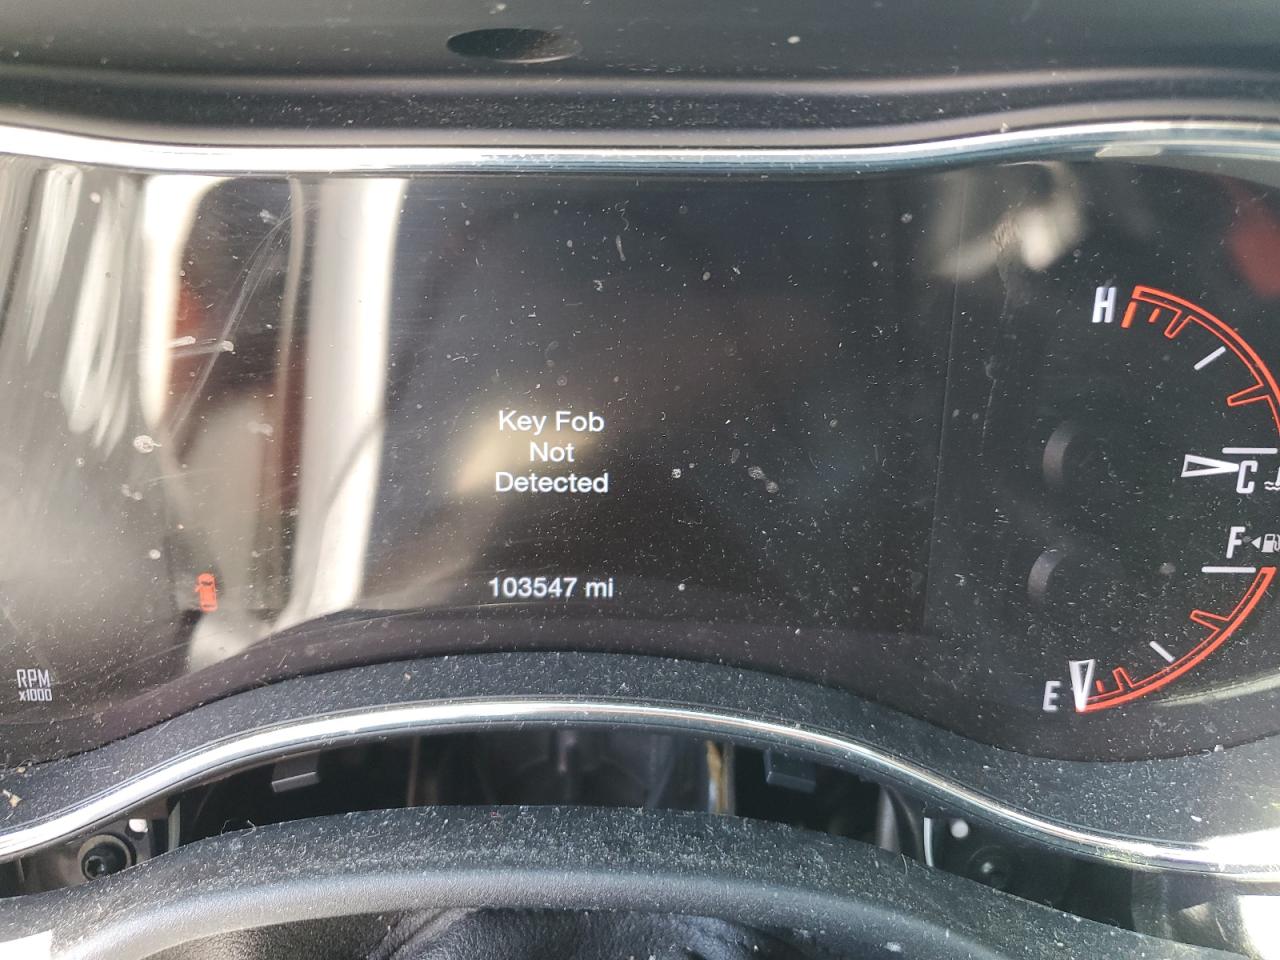 H
Key Fob
Not
Detected
C
F
103547 mi
RPM
x1000
E